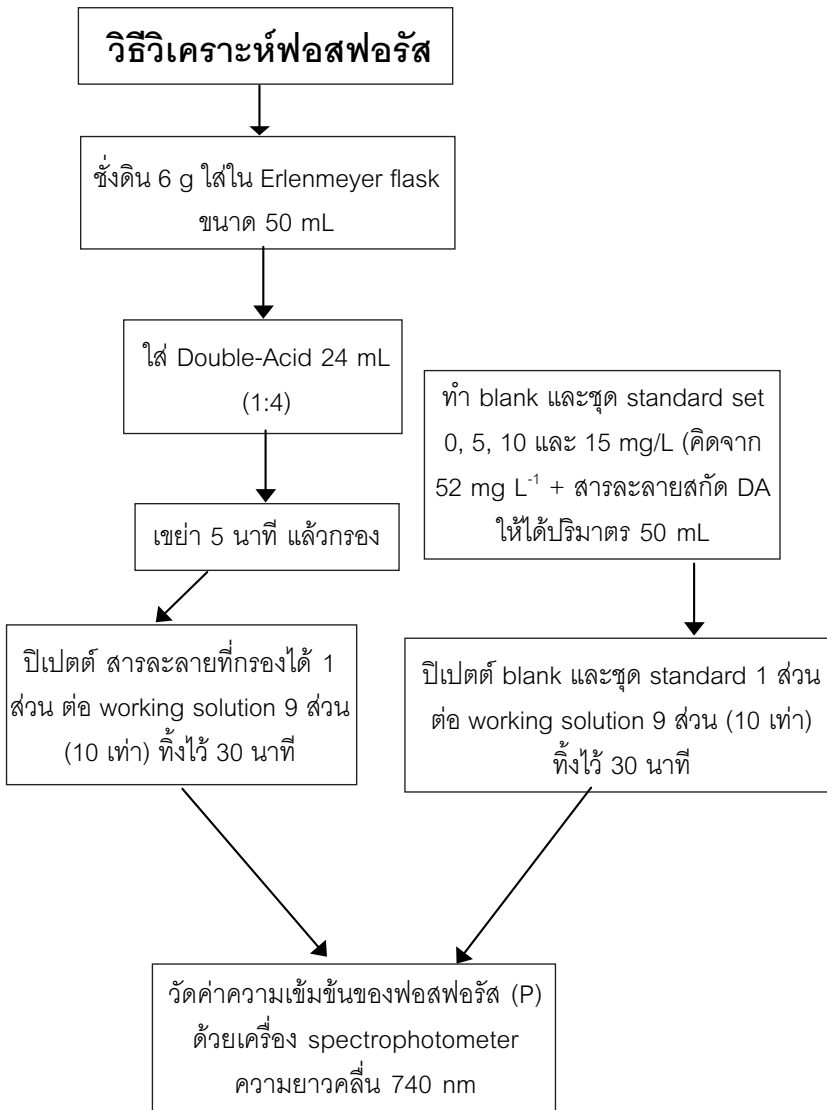 วิธีวิเคราะห์ฟอสฟอรัส
ชั่งดิน 6 g ใส่ใน Erlenmeyer flask
ขนาด 50 mL
ใส่ Double-Acid 24 mL
(1:4)
เขย่า 5 นาที แล้วกรอง
ปิเปตต์ สารละลายที่กรองได้ 1
ส่วน ต่อ working solution 9 ส่วน
(10 เท่า) ทิ้งไว้ 30 นาที
ทำ blank และชุด standard set
0, 5, 10 และ 15 mg/L (คิดจาก
52 mg L⁻¹ + สารละลายสกัด DA
ให้ได้ปริมาตร 50 mL
ปิเปตต์ blank และชุด standard 1 ส่วน
ต่อ working solution 9 ส่วน (10 เท่า)
ทิ้งไว้ 30 นาที
วัดค่าความเข้มข้นของฟอสฟอรัส (P)
ด้วยเครื่อง spectrophotometer
ความยาวคลื่น 740 nm